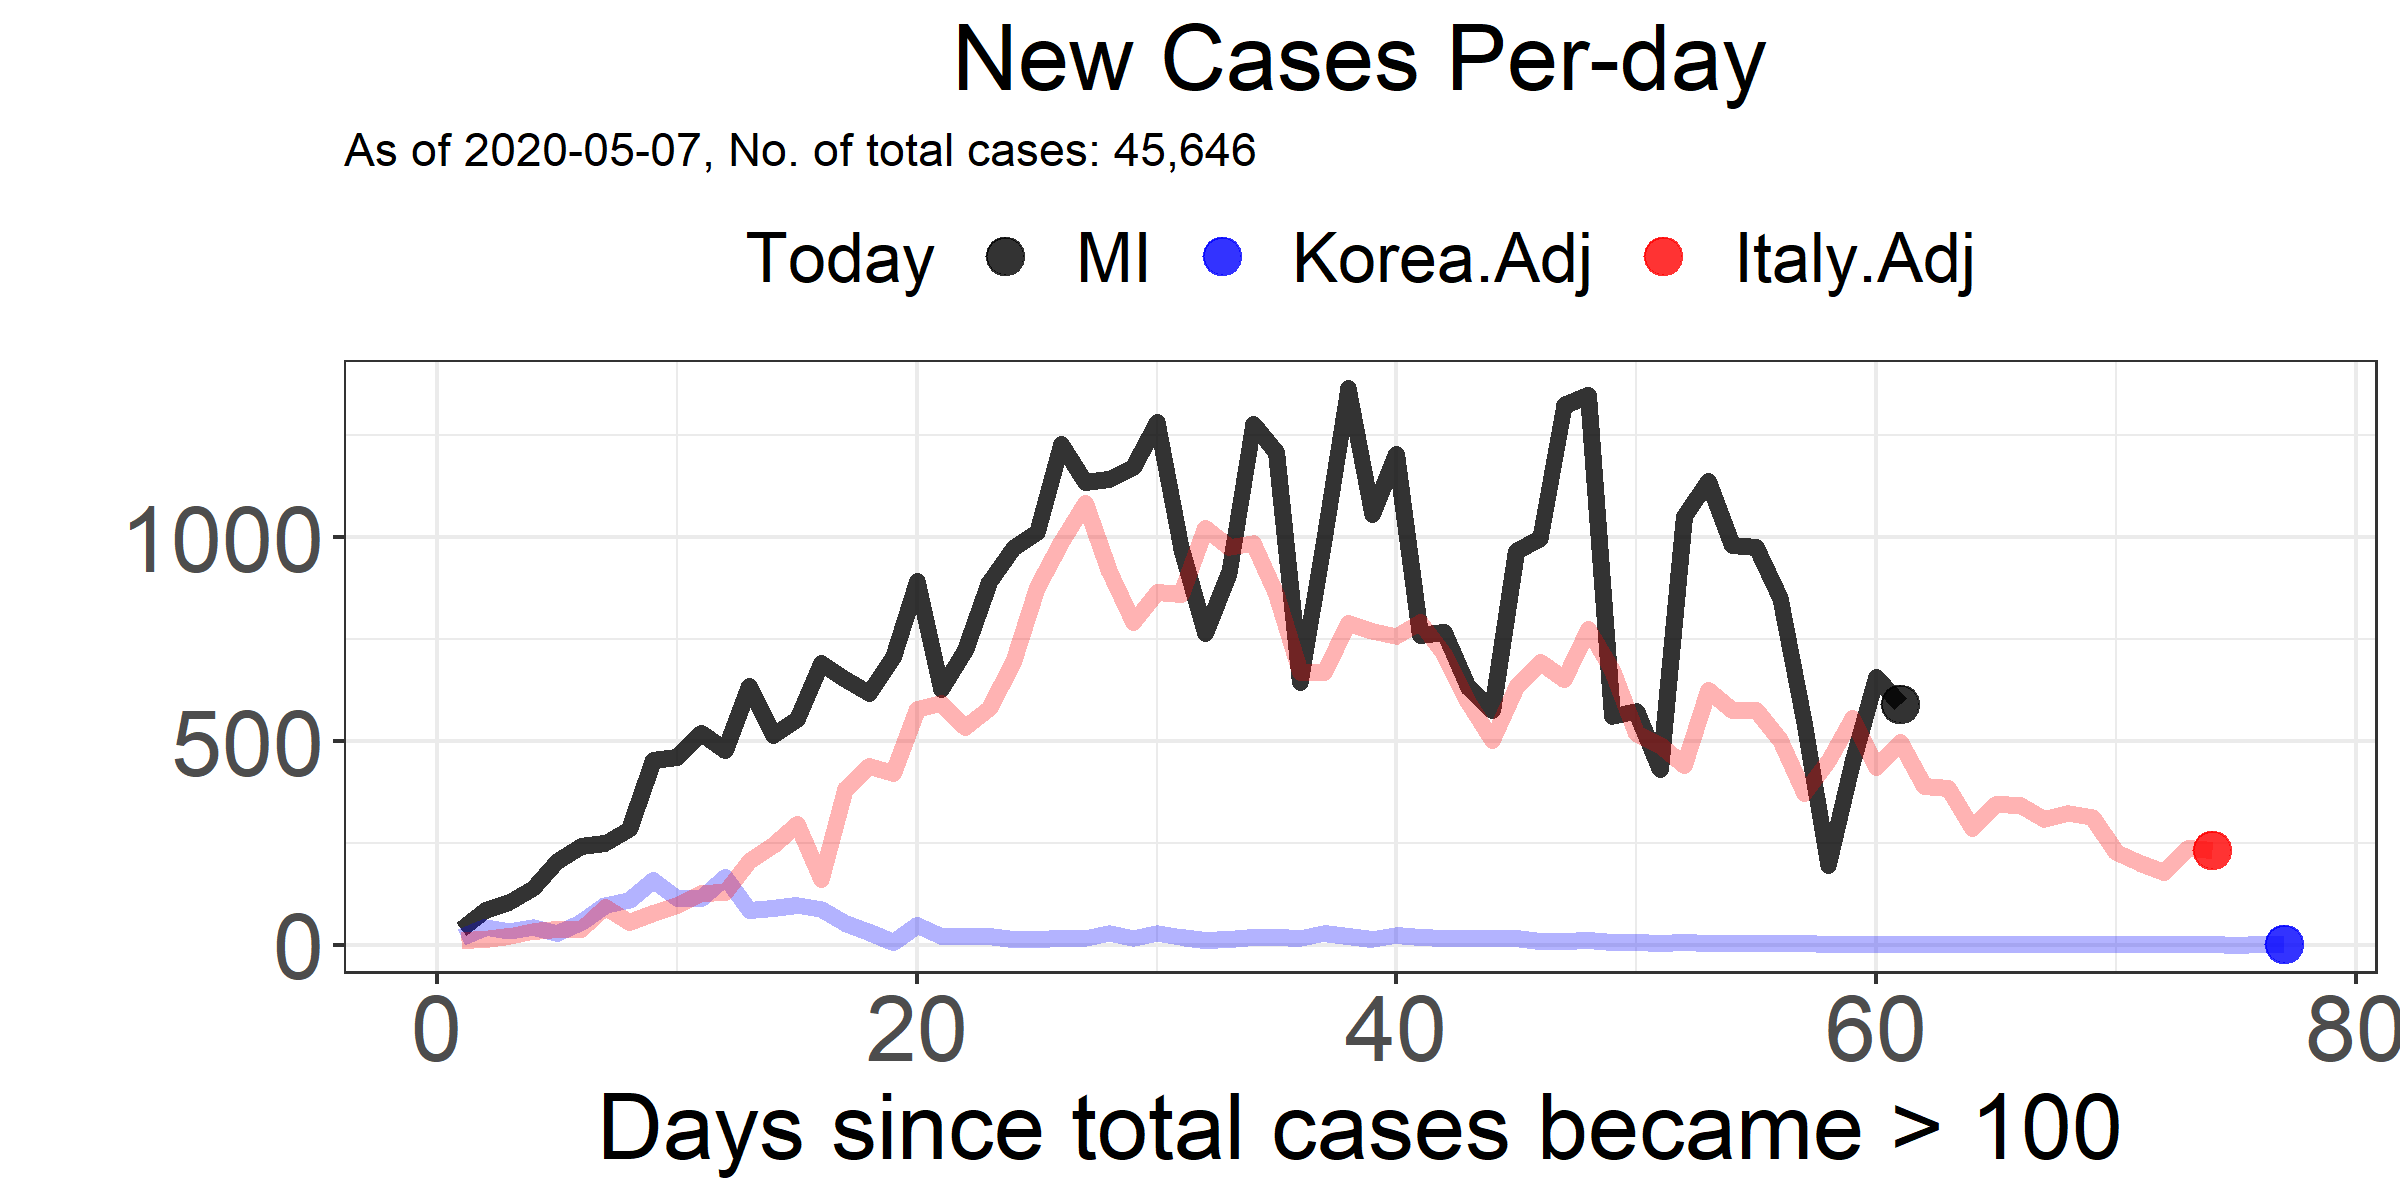 New Cases Per-day
As of 2020-05-07, No. of total cases: 45,646
Today MI Korea.Adj Italy.Adj
1000
500
0
0 20 40 60 80
Days since total cases became > 100